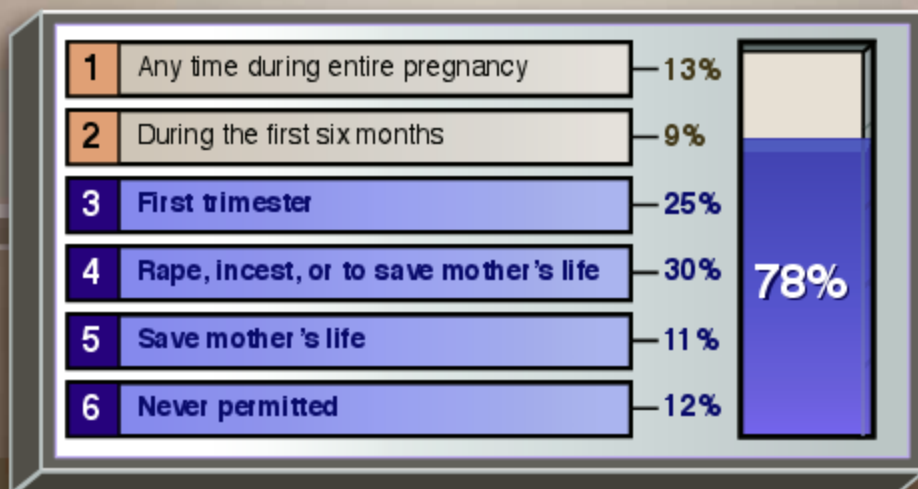 1 Any time during entire pregnancy 13%
2 During the first six months 9%
3 First trimester 25%
4 Rape, incest, or to save mother's life 30%
5 Save mother's life 11%
6 Never permitted 12%
78%